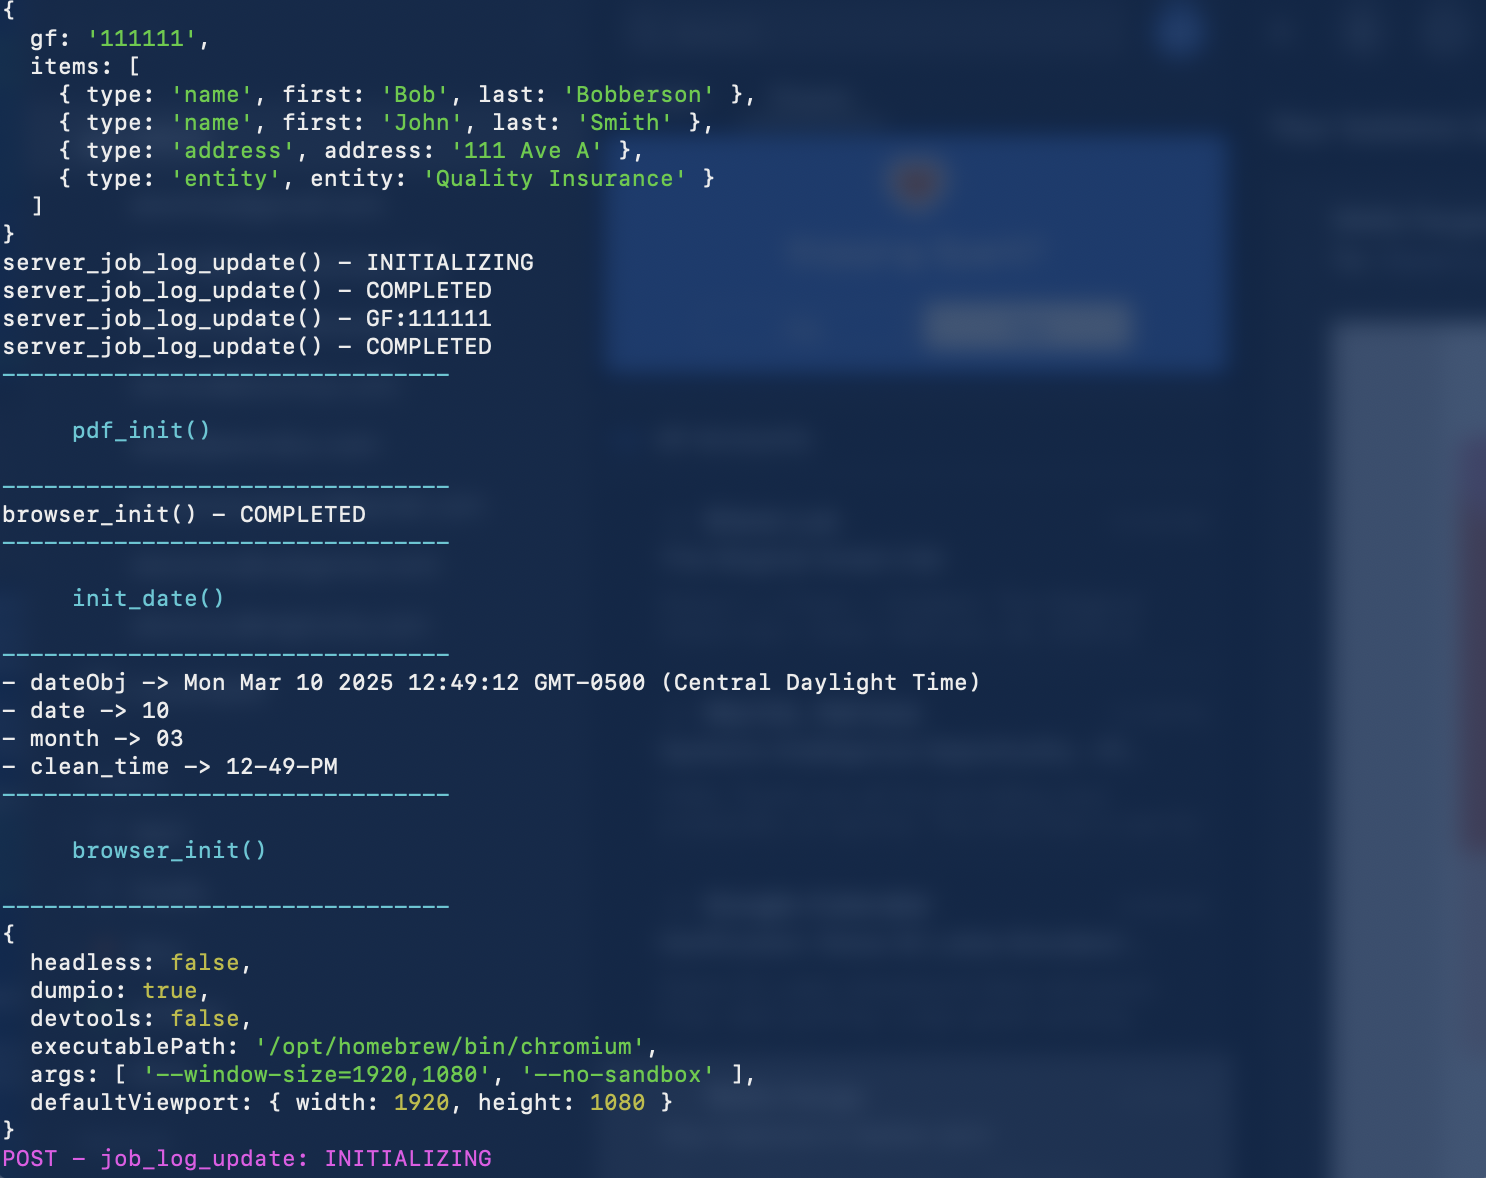 {
  gf: '111111',
  items: [
    { type: 'name', first: 'Bob', last: 'Bobberson' },
    { type: 'name', first: 'John', last: 'Smith' },
    { type: 'address', address: '111 Ave A' },
    { type: 'entity', entity: 'Quality Insurance' }
  ]
}
server_job_log_update() - INITIALIZING
server_job_log_update() - COMPLETED
server_job_log_update() - GF:111111
server_job_log_update() - COMPLETED
--------------------------------
     pdf_init()
--------------------------------
browser_init() - COMPLETED
--------------------------------
     init_date()
--------------------------------
- dateObj -> Mon Mar 10 2025 12:49:12 GMT-0500 (Central Daylight Time)
- date -> 10
- month -> 03
- clean_time -> 12-49-PM
--------------------------------
     browser_init()
--------------------------------
{
  headless: false,
  dumpio: true,
  devtools: false,
  executablePath: '/opt/homebrew/bin/chromium',
  args: [ '--window-size=1920,1080', '--no-sandbox' ],
  defaultViewport: { width: 1920, height: 1080 }
}
POST - job_log_update: INITIALIZING